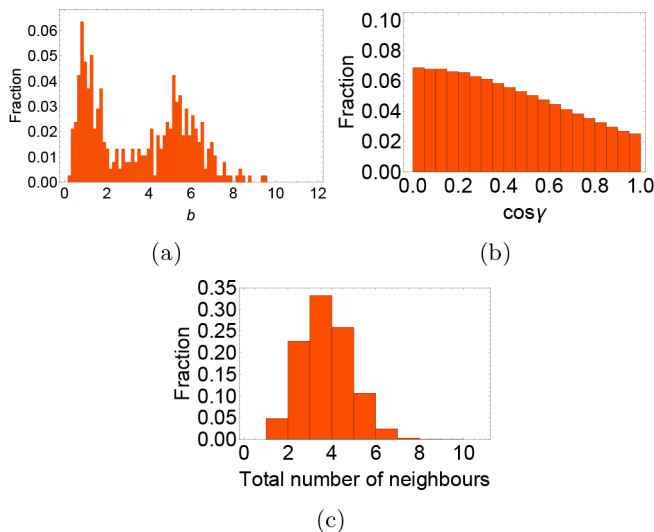 Fraction
0.06
0.05
0.04
0.03
0.02
0.01
0.00
0 2 4 6 8 10 12
b
(a)
Fraction
0.10
0.08
0.06
0.04
0.02
0.00
0.0 0.2 0.4 0.6 0.8 1.0
cosγ
(b)
Fraction
0.35
0.30
0.25
0.20
0.15
0.10
0.05
0.00
0 2 4 6 8 10
Total number of neighbours
(c)